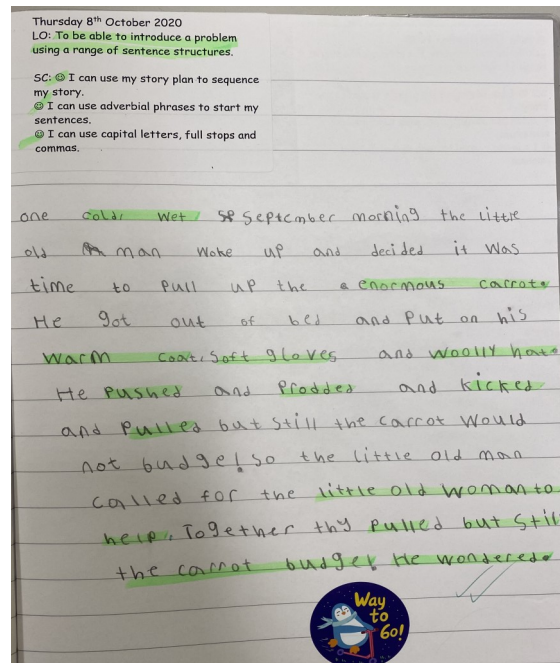 Thursday 8th October 2020
LO: To be able to introduce a problem
using a range of sentence structures.
SC: ☺ I can use my story plan to sequence
my story.
☺ I can use adverbial phrases to start my
sentences.
☺ I can use capital letters, full stops and
commas.
one cold, wet, September morning the little
old man woke up and decided it was
time to pull up the enormous carrot.
He got out of bed and put on his
warm coat, soft gloves and woolly hat.
He pushed and prodded and kicked
and pulled but still the carrot would
not budge! so the little old man
called for the little old woman to
help. Together thy pulled but still
the carrot budge! He wondered.
Way
to
Go!